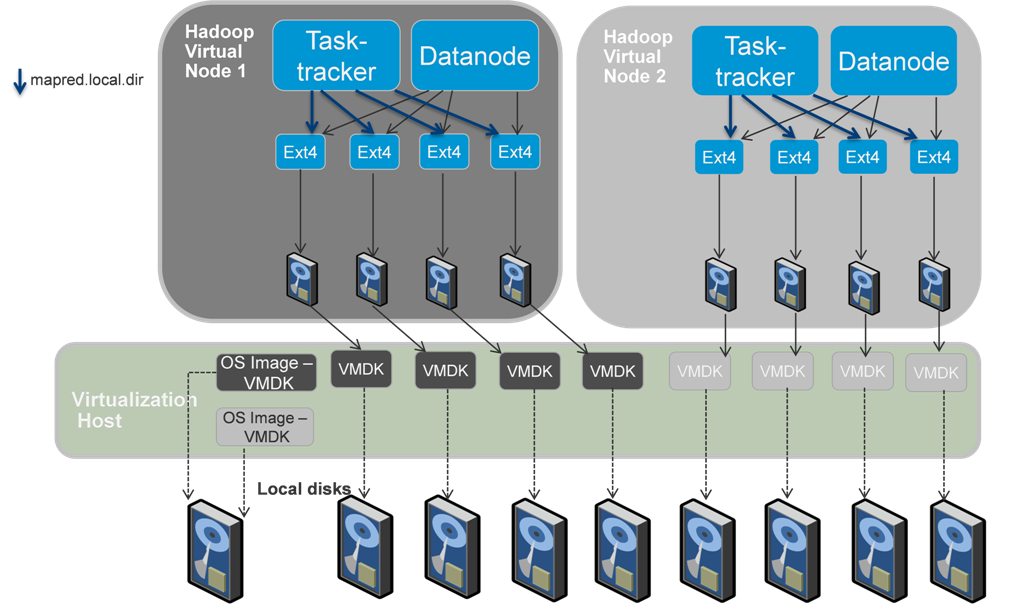 Hadoop
Virtual
Node 1
Task-
tracker
Datanode
Hadoop
Virtual
Node 2
Task-
tracker
Datanode
mapred.local.dir
Ext4
Ext4
Ext4
Ext4
Ext4
Ext4
Ext4
Ext4
OS Image –
VMDK
VMDK
VMDK
VMDK
VMDK
VMDK
VMDK
VMDK
VMDK
Virtualization
Host
OS Image –
VMDK
Local disks